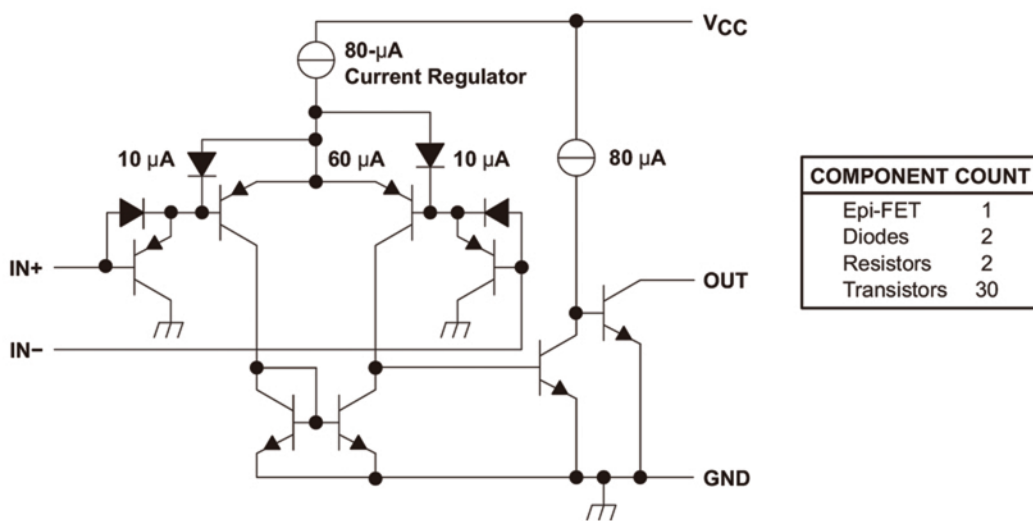 VCC
80-µA
Current Regulator
10 µA
60 µA
10 µA
80 µA
IN+
OUT
IN−
GND
COMPONENT COUNT
Epi-FET 1
Diodes 2
Resistors 2
Transistors 30